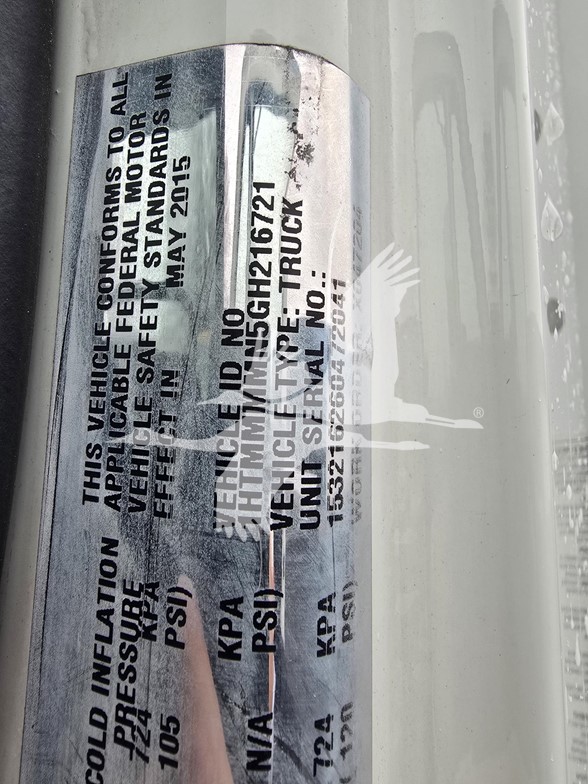 THIS VEHICLE CONFORMS TO ALL
APPLICABLE FEDERAL MOTOR
VEHICLE SAFETY STANDARDS IN
EFFECT IN MAY 2015
VEHICLE ID NO
VEHICLE TYPE: TRUCK
UNIT SERIAL NO.:
COLD INFLATION
PRESSURE
724 KPA
105 PSI)
KPA
N/A PSI)
724 KPA
( 120 PSI)
®